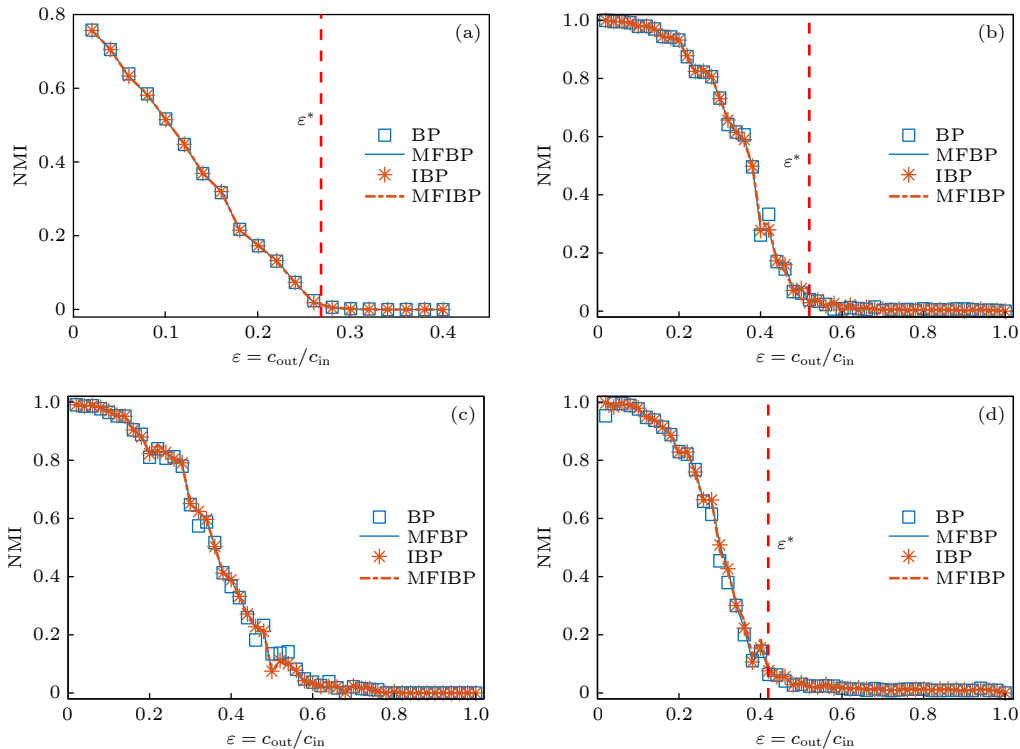 (a)
NMI
0.8
0.6
0.4
0.2
0
ε*
BP
MFBP
IBP
MFIBP
0 0.1 0.2 0.3 0.4
ε = c_out/c_in
(b)
NMI
1.0
0.8
0.6
0.4
0.2
0
ε*
BP
MFBP
IBP
MFIBP
0 0.2 0.4 0.6 0.8 1.0
ε = c_out/c_in
(c)
NMI
1.0
0.8
0.6
0.4
0.2
0
BP
MFBP
IBP
MFIBP
0 0.2 0.4 0.6 0.8 1.0
ε = c_out/c_in
(d)
NMI
1.0
0.8
0.6
0.4
0.2
0
ε*
BP
MFBP
IBP
MFIBP
0 0.2 0.4 0.6 0.8 1.0
ε = c_out/c_in